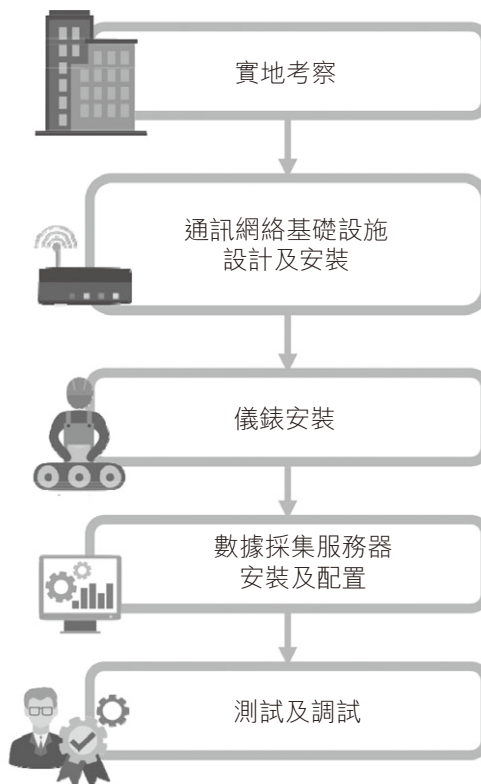 實地考察
通訊網絡基礎設施
設計及安裝
儀錶安裝
數據採集服務器
安裝及配置
測試及調試